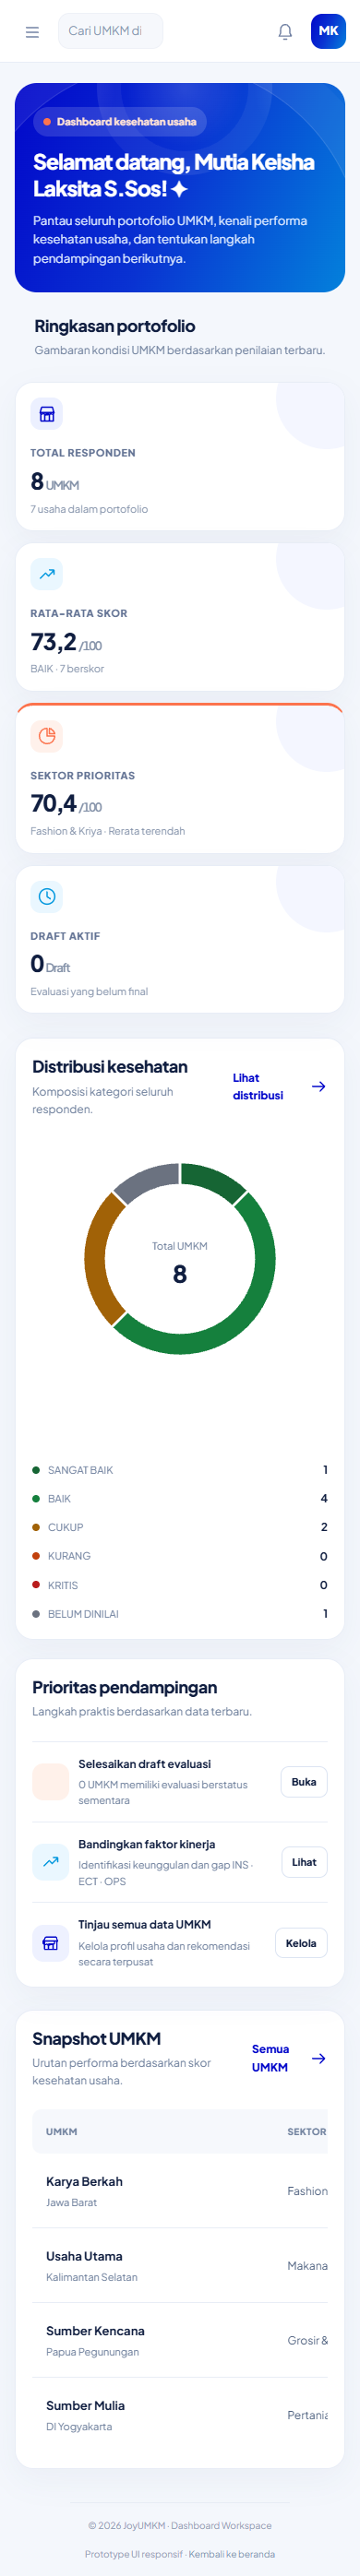 Cari UMKM di
MK
Dashboard kesehatan usaha
Selamat datang, Mutia Keisha
Laksita S.Sos! ✦
Pantau seluruh portofolio UMKM, kenali performa
kesehatan usaha, dan tentukan langkah
pendampingan berikutnya.
Ringkasan portofolio
Gambaran kondisi UMKM berdasarkan penilaian terbaru.
TOTAL RESPONDEN
8 UMKM
7 usaha dalam portofolio
RATA-RATA SKOR
73,2 /100
BAIK · 7 berskor
SEKTOR PRIORITAS
70,4 /100
Fashion & Kriya · Rerata terendah
DRAFT AKTIF
0 Draft
Evaluasi yang belum final
Distribusi kesehatan
Komposisi kategori seluruh
responden.
Lihat
distribusi
Total UMKM
8
SANGAT BAIK 1
BAIK 4
CUKUP 2
KURANG 0
KRITIS 0
BELUM DINILAI 1
Prioritas pendampingan
Langkah praktis berdasarkan data terbaru.
Selesaikan draft evaluasi
0 UMKM memiliki evaluasi berstatus
sementara
Buka
Bandingkan faktor kinerja
Identifikasi keunggulan dan gap INS ·
ECT · OPS
Lihat
Tinjau semua data UMKM
Kelola profil usaha dan rekomendasi
secara terpusat
Kelola
Snapshot UMKM
Urutan performa berdasarkan skor
kesehatan usaha.
Semua
UMKM
UMKM SEKTOR
Karya Berkah
Jawa Barat
Fashion
Usaha Utama
Kalimantan Selatan
Makana
Sumber Kencana
Papua Pegunungan
Grosir &
Sumber Mulia
DI Yogyakarta
Pertania
© 2026 JoyUMKM · Dashboard Workspace
Prototype UI responsif · Kembali ke beranda